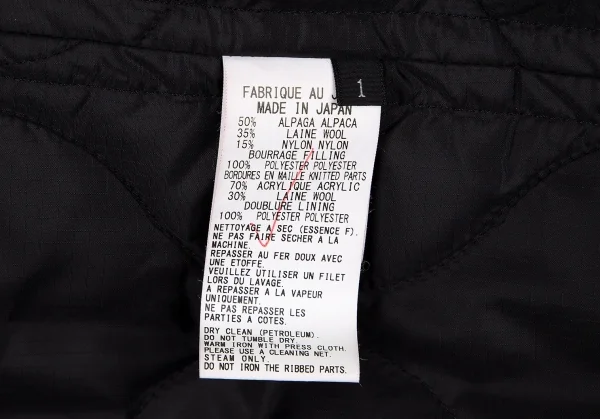 1
FABRIQUE AU J
MADE IN JAPAN
50% ALPAGA ALPACA
35% LAINE WOOL
15% NYLON NYLON
BOURRAGE FILLING
100% POLYESTER POLYESTER
BORDURES EN MAILLE KNITTED PARTS
70% ACRYLIQUE ACRYLIC
30% LAINE WOOL
DOUBLURE LINING
100% POLYESTER POLYESTER
NETTOYAGE A SEC (ESSENCE F).
NE PAS FAIRE SECHER A LA
MACHINE.
REPASSER AU FER DOUX AVEC
UNE ETOFFE.
VEUILLEZ UTILISER UN FILET
LORS DU LAVAGE.
A REPASSER A LA VAPEUR
UNIQUEMENT.
NE PAS REPASSER LES
PARTIES A COTES.
DRY CLEAN (PETROLEUM).
DO NOT TUMBLE DRY.
WARM IRON WITH PRESS CLOTH.
PLEASE USE A CLEANING NET.
STEAM ONLY.
DO NOT IRON THE RIBBED PARTS.